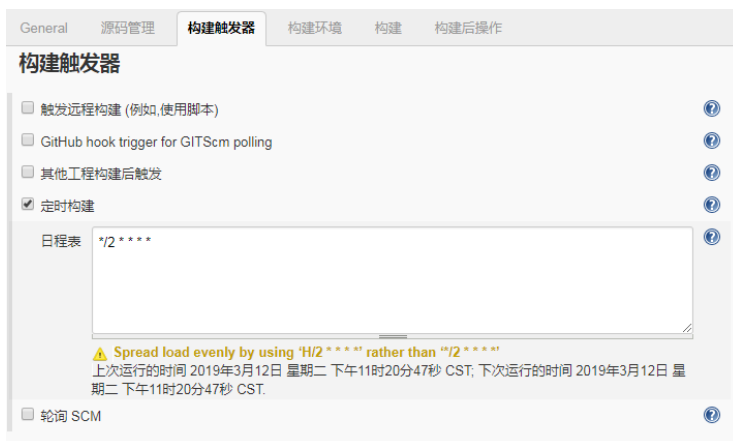 General 源码管理 构建触发器 构建环境 构建 构建后操作
构建触发器
触发远程构建 (例如,使用脚本)
GitHub hook trigger for GITScm polling
其他工程构建后触发
定时构建
日程表 */2 * * * *
Spread load evenly by using ‘H/2 * * * *’ rather than ‘*/2 * * * *’
上次运行的时间 2019年3月12日 星期二 下午11时20分47秒 CST; 下次运行的时间 2019年3月12日 星
期二 下午11时20分47秒 CST.
轮询 SCM